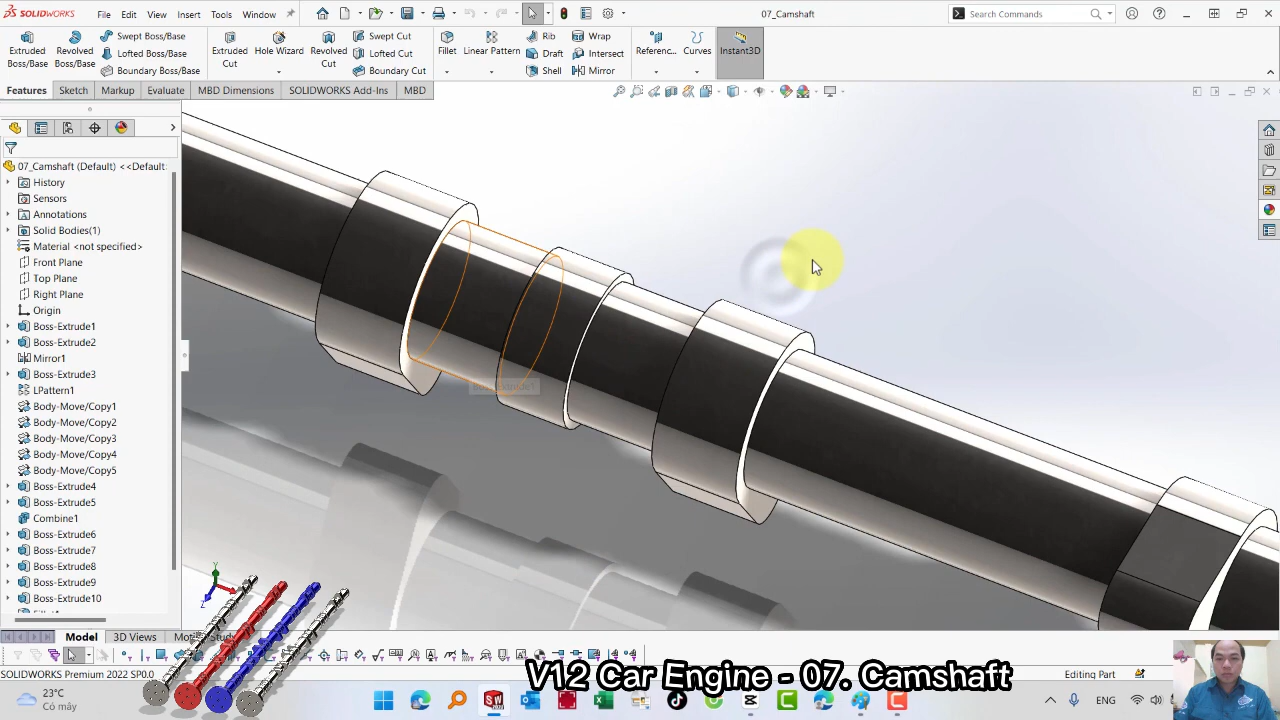 SOLIDWORKS File Edit View Insert Tools Window 07_Camshaft Search Commands
Extruded Boss/Base
Revolved Boss/Base
Swept Boss/Base
Lofted Boss/Base
Boundary Boss/Base
Extruded Cut
Hole Wizard
Revolved Cut
Swept Cut
Lofted Cut
Boundary Cut
Fillet
Linear Pattern
Rib
Draft
Shell
Wrap
Intersect
Mirror
Referenc...
Curves
Instant3D
Features Sketch Markup Evaluate MBD Dimensions SOLIDWORKS Add-Ins MBD
07_Camshaft (Default) <<Default
History
Sensors
Annotations
Solid Bodies(1)
Material <not specified>
Front Plane
Top Plane
Right Plane
Origin
Boss-Extrude1
Boss-Extrude2
Mirror1
Boss-Extrude3
LPattern1
Body-Move/Copy1
Body-Move/Copy2
Body-Move/Copy3
Body-Move/Copy4
Body-Move/Copy5
Boss-Extrude4
Boss-Extrude5
Combine1
Boss-Extrude6
Boss-Extrude7
Boss-Extrude8
Boss-Extrude9
Boss-Extrude10
Y
Z
Model 3D Views
SOLIDWORKS Premium 2022 SP0.0
Editing Part
V12 Car Engine - 07. Camshaft
23°C
Có mây
ENG